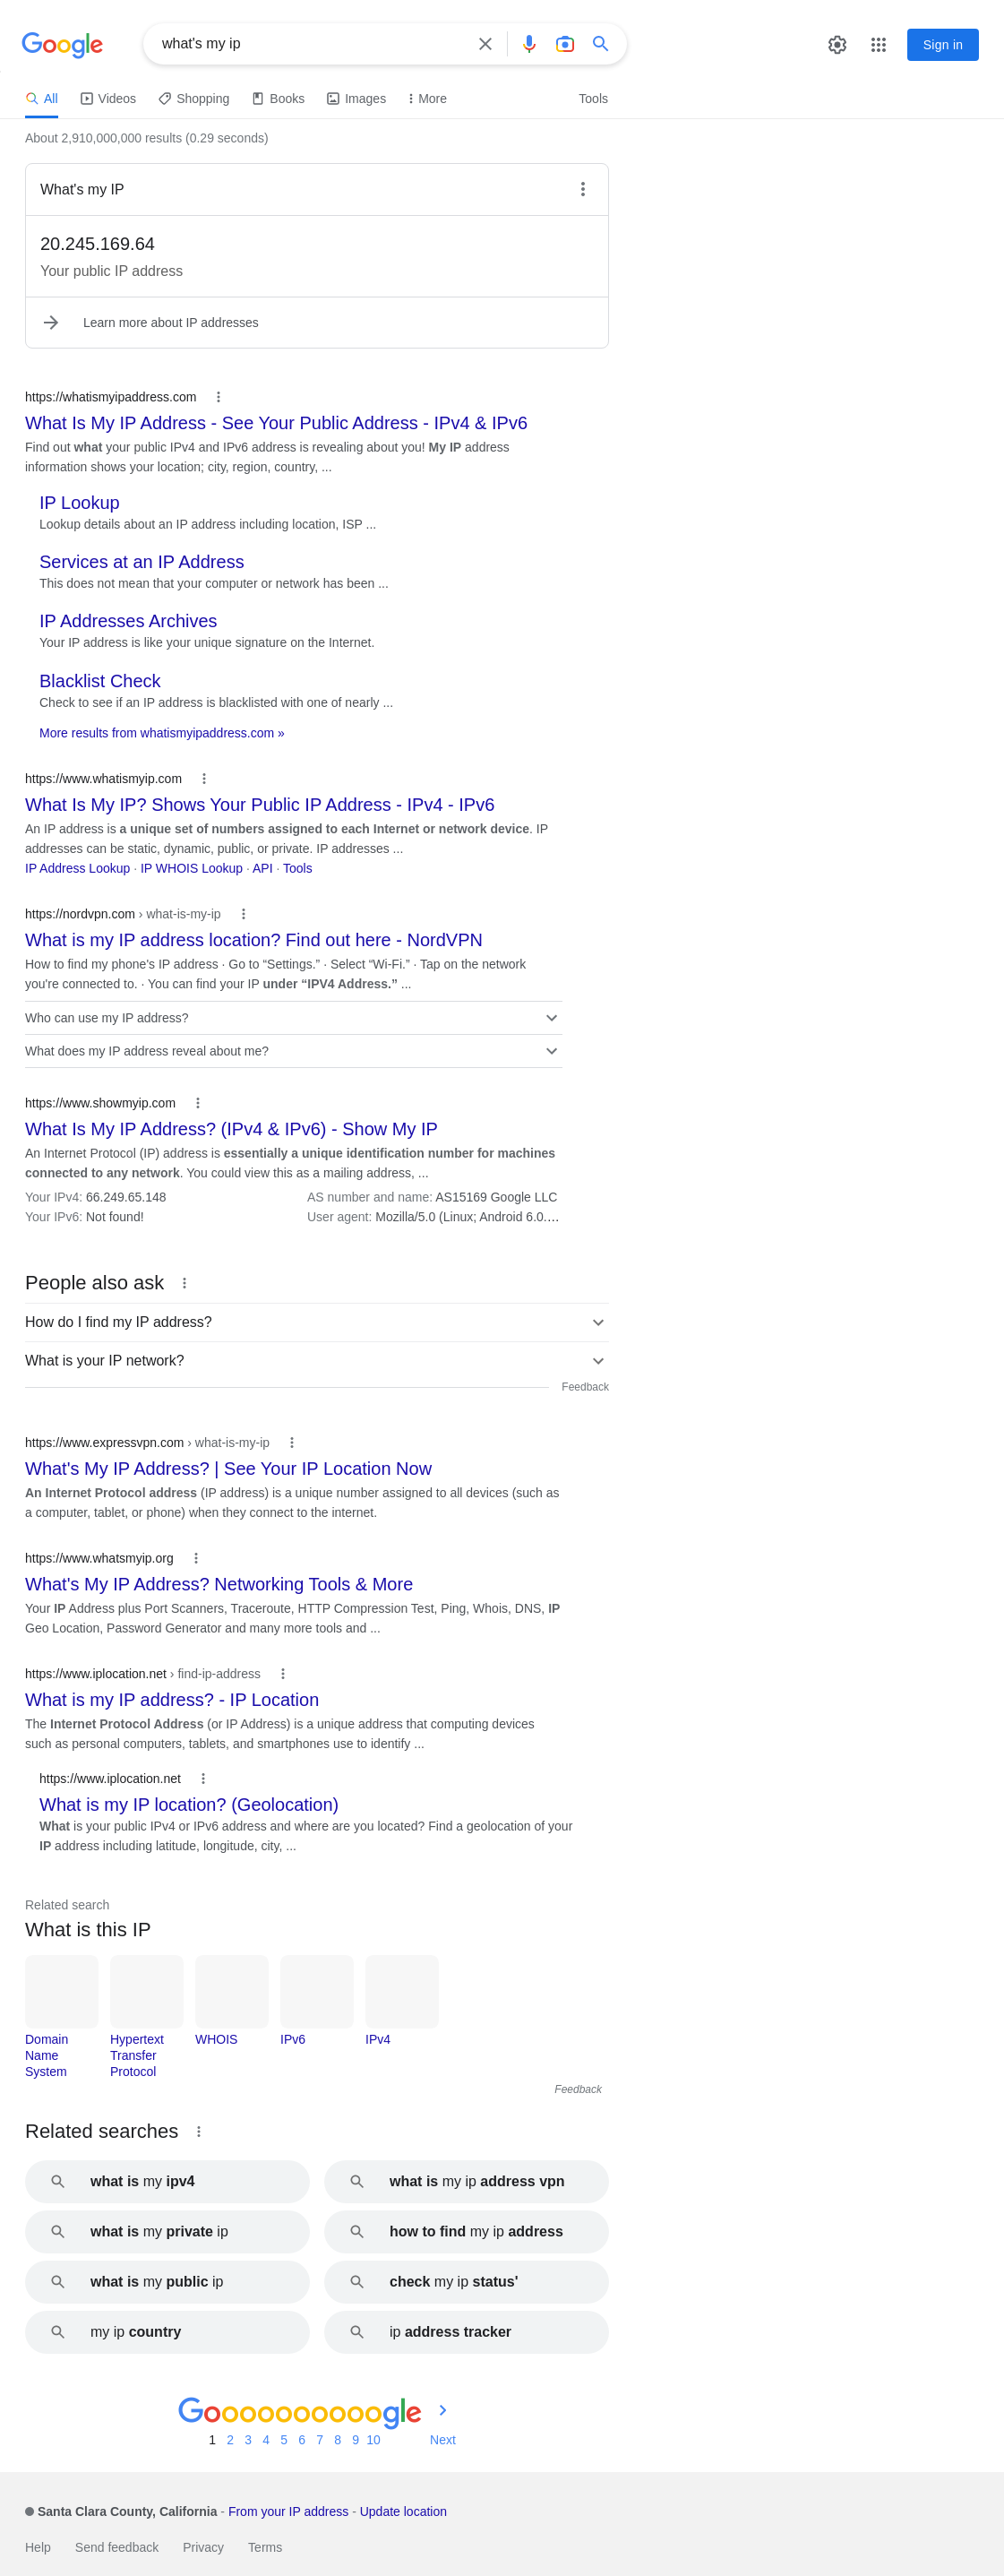 Google
what's my ip
Sign in
All Videos Shopping Books Images More Tools
About 2,910,000,000 results (0.29 seconds)
What's my IP
20.245.169.64
Your public IP address
Learn more about IP addresses
https://whatismyipaddress.com
What Is My IP Address - See Your Public Address - IPv4 & IPv6
Find out what your public IPv4 and IPv6 address is revealing about you! My IP address
information shows your location; city, region, country, ...
IP Lookup
Lookup details about an IP address including location, ISP ...
Services at an IP Address
This does not mean that your computer or network has been ...
IP Addresses Archives
Your IP address is like your unique signature on the Internet.
Blacklist Check
Check to see if an IP address is blacklisted with one of nearly ...
More results from whatismyipaddress.com »
https://www.whatismyip.com
What Is My IP? Shows Your Public IP Address - IPv4 - IPv6
An IP address is a unique set of numbers assigned to each Internet or network device. IP
addresses can be static, dynamic, public, or private. IP addresses ...
IP Address Lookup · IP WHOIS Lookup · API · Tools
https://nordvpn.com › what-is-my-ip
What is my IP address location? Find out here - NordVPN
How to find my phone's IP address · Go to “Settings.” · Select “Wi-Fi.” · Tap on the network
you're connected to. · You can find your IP under “IPV4 Address.” ...
Who can use my IP address?
What does my IP address reveal about me?
https://www.showmyip.com
What Is My IP Address? (IPv4 & IPv6) - Show My IP
An Internet Protocol (IP) address is essentially a unique identification number for machines
connected to any network. You could view this as a mailing address, ...
Your IPv4: 66.249.65.148 AS number and name: AS15169 Google LLC
Your IPv6: Not found! User agent: Mozilla/5.0 (Linux; Android 6.0....
People also ask
How do I find my IP address?
What is your IP network?
Feedback
https://www.expressvpn.com › what-is-my-ip
What's My IP Address? | See Your IP Location Now
An Internet Protocol address (IP address) is a unique number assigned to all devices (such as
a computer, tablet, or phone) when they connect to the internet.
https://www.whatsmyip.org
What's My IP Address? Networking Tools & More
Your IP Address plus Port Scanners, Traceroute, HTTP Compression Test, Ping, Whois, DNS, IP
Geo Location, Password Generator and many more tools and ...
https://www.iplocation.net › find-ip-address
What is my IP address? - IP Location
The Internet Protocol Address (or IP Address) is a unique address that computing devices
such as personal computers, tablets, and smartphones use to identify ...
https://www.iplocation.net
What is my IP location? (Geolocation)
What is your public IPv4 or IPv6 address and where are you located? Find a geolocation of your
IP address including latitude, longitude, city, ...
Related search
What is this IP
Domain Name System
Hypertext Transfer Protocol
WHOIS
IPv6
IPv4
Feedback
Related searches
what is my ipv4
what is my ip address vpn
what is my private ip
how to find my ip address
what is my public ip
check my ip status'
my ip country
ip address tracker
Goooooooooogle
1 2 3 4 5 6 7 8 9 10 Next
Santa Clara County, California - From your IP address - Update location
Help Send feedback Privacy Terms